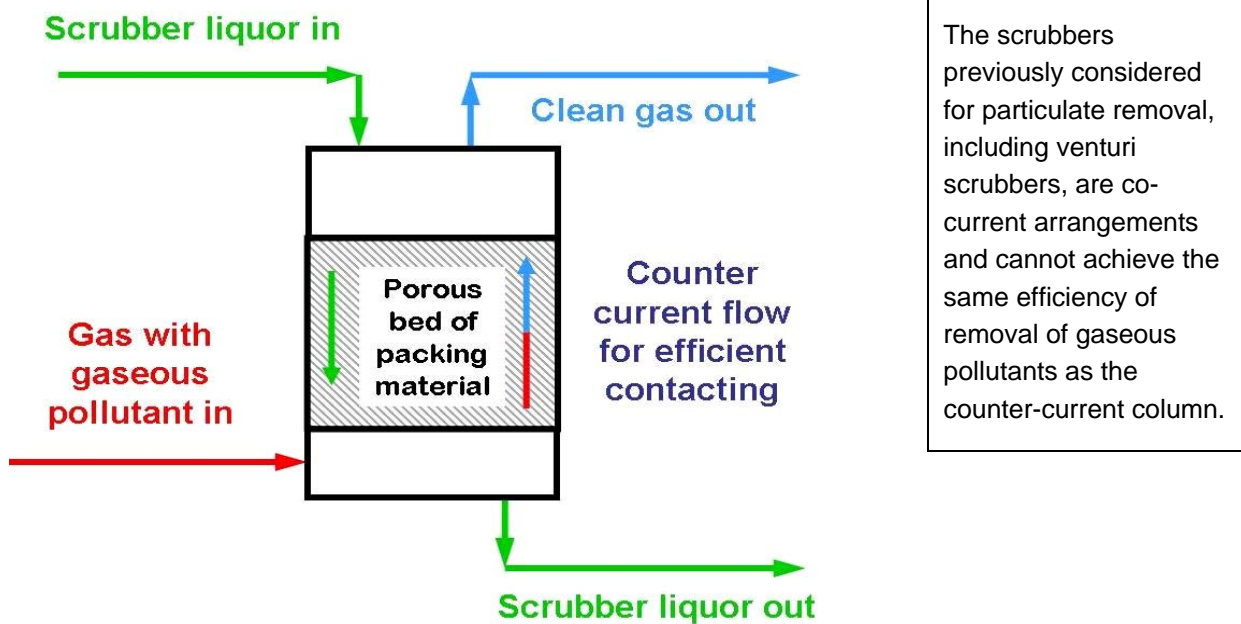 Scrubber liquor in
Clean gas out
Porous
bed of
packing
material
Counter
current flow
for efficient
contacting
Gas with
gaseous
pollutant in
Scrubber liquor out
The scrubbers
previously considered
for particulate removal,
including venturi
scrubbers, are co-
current arrangements
and cannot achieve the
same efficiency of
removal of gaseous
pollutants as the
counter-current column.